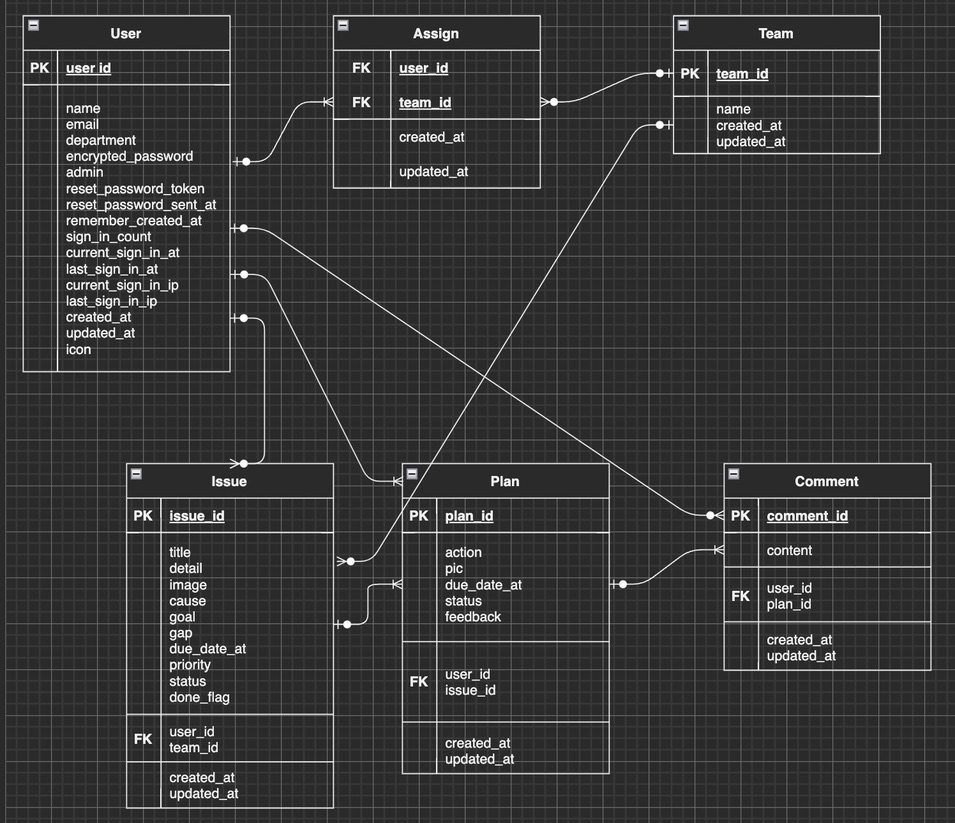 User
PK user id
name
email
department
encrypted_password
admin
reset_password_token
reset_password_sent_at
remember_created_at
sign_in_count
current_sign_in_at
last_sign_in_at
current_sign_in_ip
last_sign_in_ip
created_at
updated_at
icon
Assign
FK user_id
FK team_id
created_at
updated_at
Team
PK team_id
name
created_at
updated_at
Issue
PK issue_id
title
detail
image
cause
goal
gap
due_date_at
priority
status
done_flag
FK
user_id
team_id
created_at
updated_at
Plan
PK plan_id
action
pic
due_date_at
status
feedback
FK
user_id
issue_id
created_at
updated_at
Comment
PK comment_id
content
FK
user_id
plan_id
created_at
updated_at